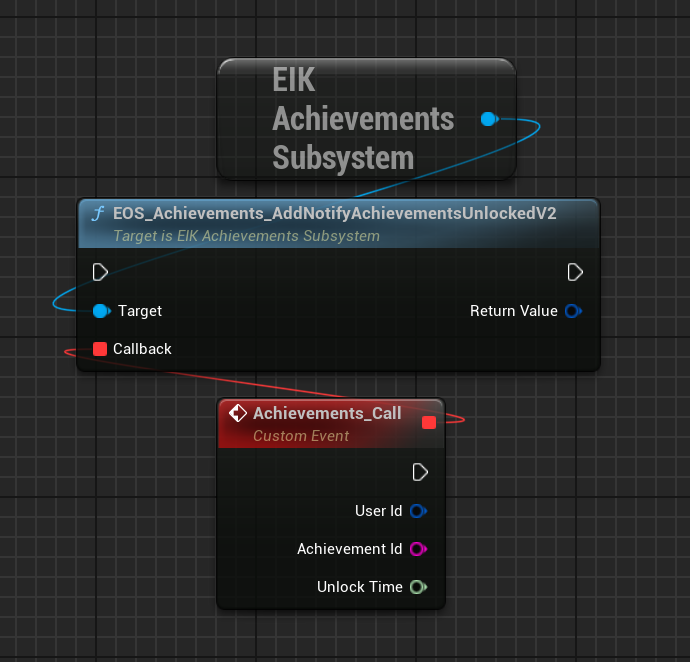 EIK
Achievements
Subsystem
f EOS_Achievements_AddNotifyAchievementsUnlockedV2
Target is EIK Achievements Subsystem
Target
Return Value
Callback
Achievements_Call
Custom Event
User Id
Achievement Id
Unlock Time